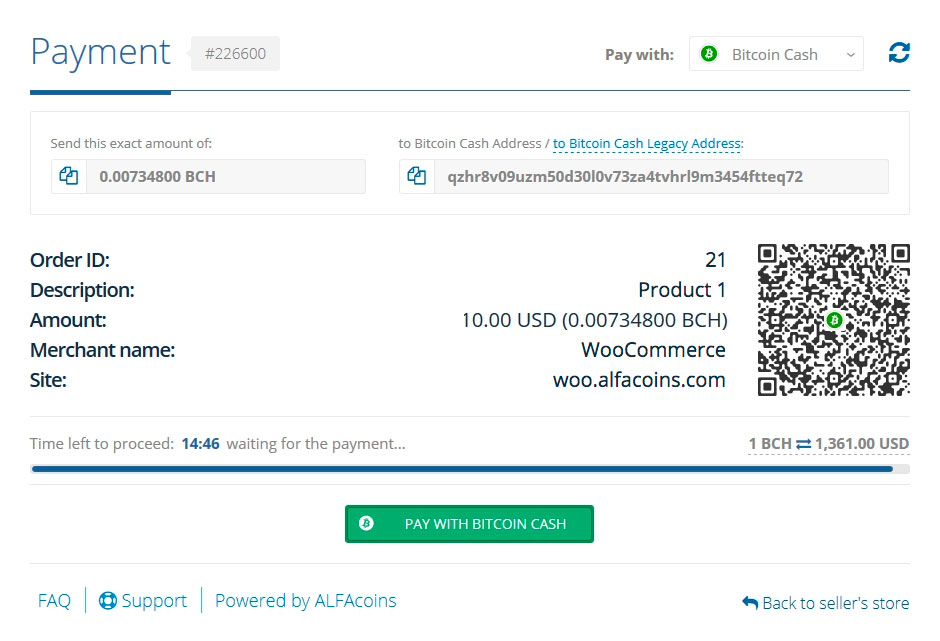 Payment #226600 Pay with: Bitcoin Cash
Send this exact amount of: to Bitcoin Cash Address / to Bitcoin Cash Legacy Address:
0.00734800 BCH qzhr8v09uzm50d30l0v73za4tvhrl9m3454ftteq72
Order ID: 21
Description: Product 1
Amount: 10.00 USD (0.00734800 BCH)
Merchant name: WooCommerce
Site: woo.alfacoins.com
Time left to proceed: 14:46 waiting for the payment... 1 BCH ⇄ 1,361.00 USD
PAY WITH BITCOIN CASH
FAQ Support Powered by ALFAcoins Back to seller's store